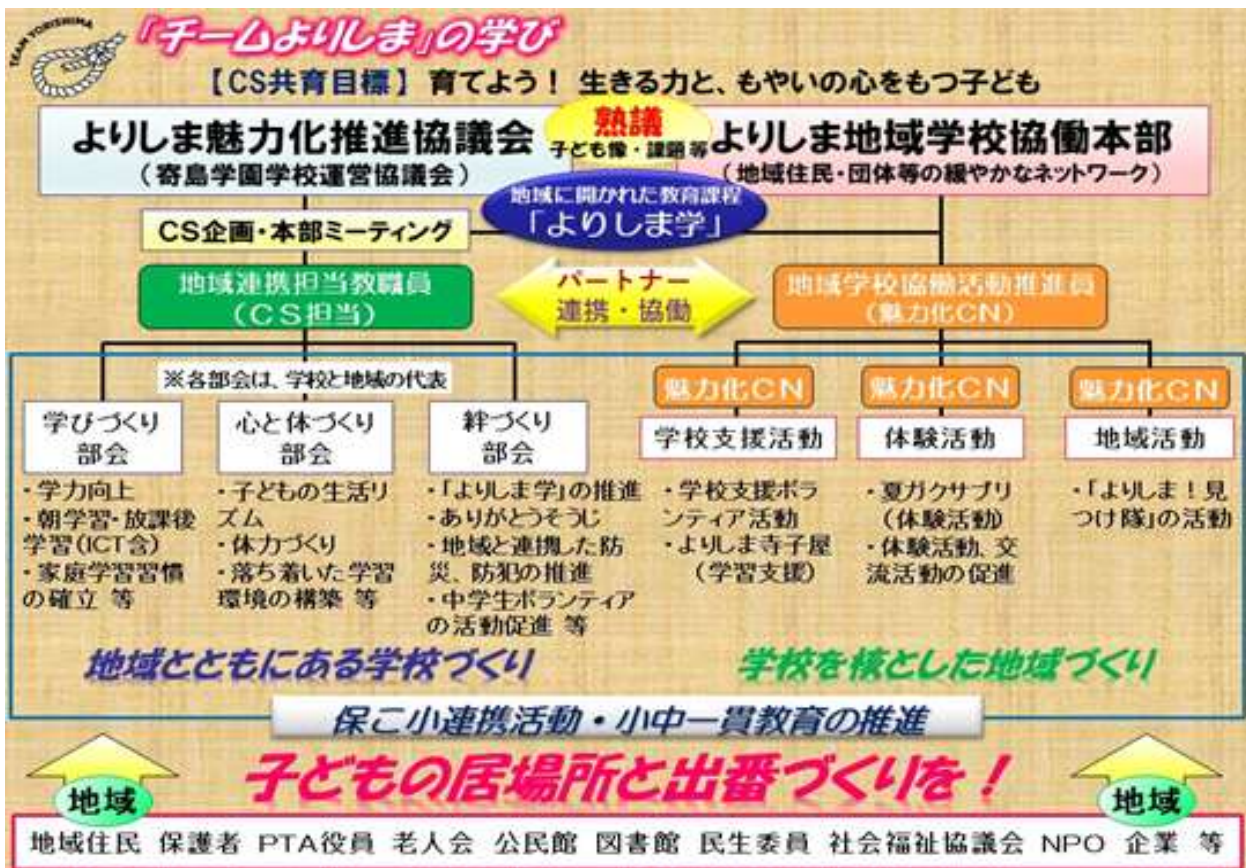 TEAM YORISHIMA
「チームよりしま」の学び
【CS共育目標】育てよう！ 生きる力と、もやいの心をもつ子ども
よりしま魅力化推進協議会
（寄島学園学校運営協議会）
熟議
子ども像・課題等
よりしま地域学校協働本部
（地域住民・団体等の緩やかなネットワーク）
地域に開かれた教育課程
「よりしま学」
CS企画・本部ミーティング
地域連携担当教職員
（CS担当）
パートナー
連携・協働
地域学校協働活動推進員
（魅力化CN）
※各部会は、学校と地域の代表
学びづくり
部会
・学力向上
・朝学習・放課後
学習（ICT含）
・家庭学習習慣
の確立 等
心と体づくり
部会
・子どもの生活リ
ズム
・体力づくり
・落ち着いた学習
環境の構築 等
絆づくり
部会
・「よりしま学」の推進
・ありがとうそうじ
・地域と連携した防
災、防犯の推進
・中学生ボランティア
の活動促進 等
魅力化CN
学校支援活動
・学校支援ボラ
ンティア活動
・よりしま寺子屋
（学習支援）
魅力化CN
体験活動
・夏ガクサプリ
（体験活動）
・体験活動、交
流活動の促進
魅力化CN
地域活動
・「よりしま！見
つけ隊」の活動
地域とともにある学校づくり
学校を核とした地域づくり
保こ小連携活動・小中一貫教育の推進
子どもの居場所と出番づくりを！
地域
地域
地域住民 保護者 PTA役員 老人会 公民館 図書館 民生委員 社会福祉協議会 NPO 企業 等